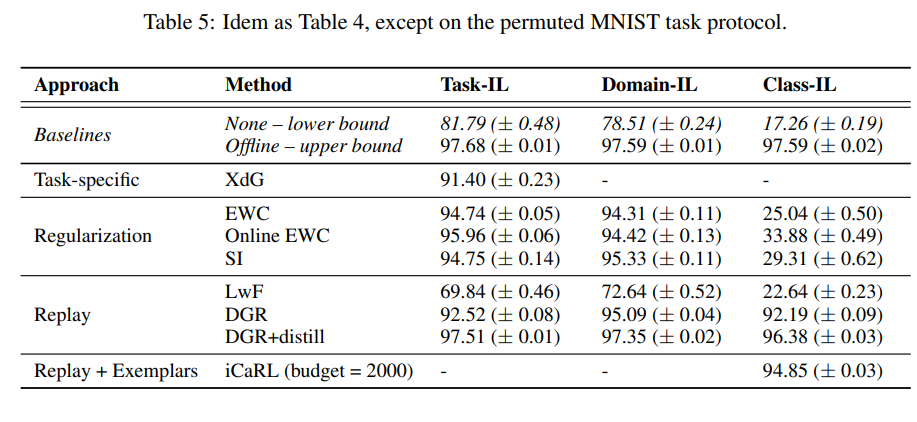 Table 5: Idem as Table 4, except on the permuted MNIST task protocol.
Approach Method Task-IL Domain-IL Class-IL
Baselines None – lower bound 81.79 (± 0.48) 78.51 (± 0.24) 17.26 (± 0.19)
Offline – upper bound 97.68 (± 0.01) 97.59 (± 0.01) 97.59 (± 0.02)
Task-specific XdG 91.40 (± 0.23) - -
Regularization EWC 94.74 (± 0.05) 94.31 (± 0.11) 25.04 (± 0.50)
Online EWC 95.96 (± 0.06) 94.42 (± 0.13) 33.88 (± 0.49)
SI 94.75 (± 0.14) 95.33 (± 0.11) 29.31 (± 0.62)
Replay LwF 69.84 (± 0.46) 72.64 (± 0.52) 22.64 (± 0.23)
DGR 92.52 (± 0.08) 95.09 (± 0.04) 92.19 (± 0.09)
DGR+distill 97.51 (± 0.01) 97.35 (± 0.02) 96.38 (± 0.03)
Replay + Exemplars iCaRL (budget = 2000) - - 94.85 (± 0.03)